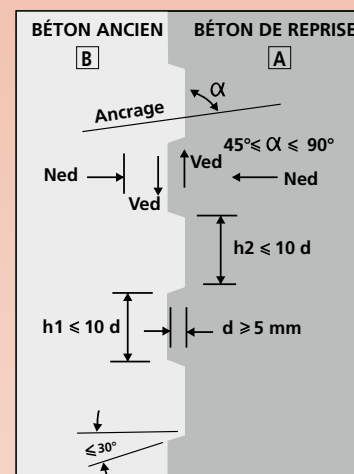 BÉTON ANCIEN BÉTON DE REPRISE
B A
α
Ancrage
45°≤ α ≤ 90°
Ved
Ned Ned
Ved
h2 ≤ 10 d
h1 ≤ 10 d d ≥ 5 mm
≤ 30°